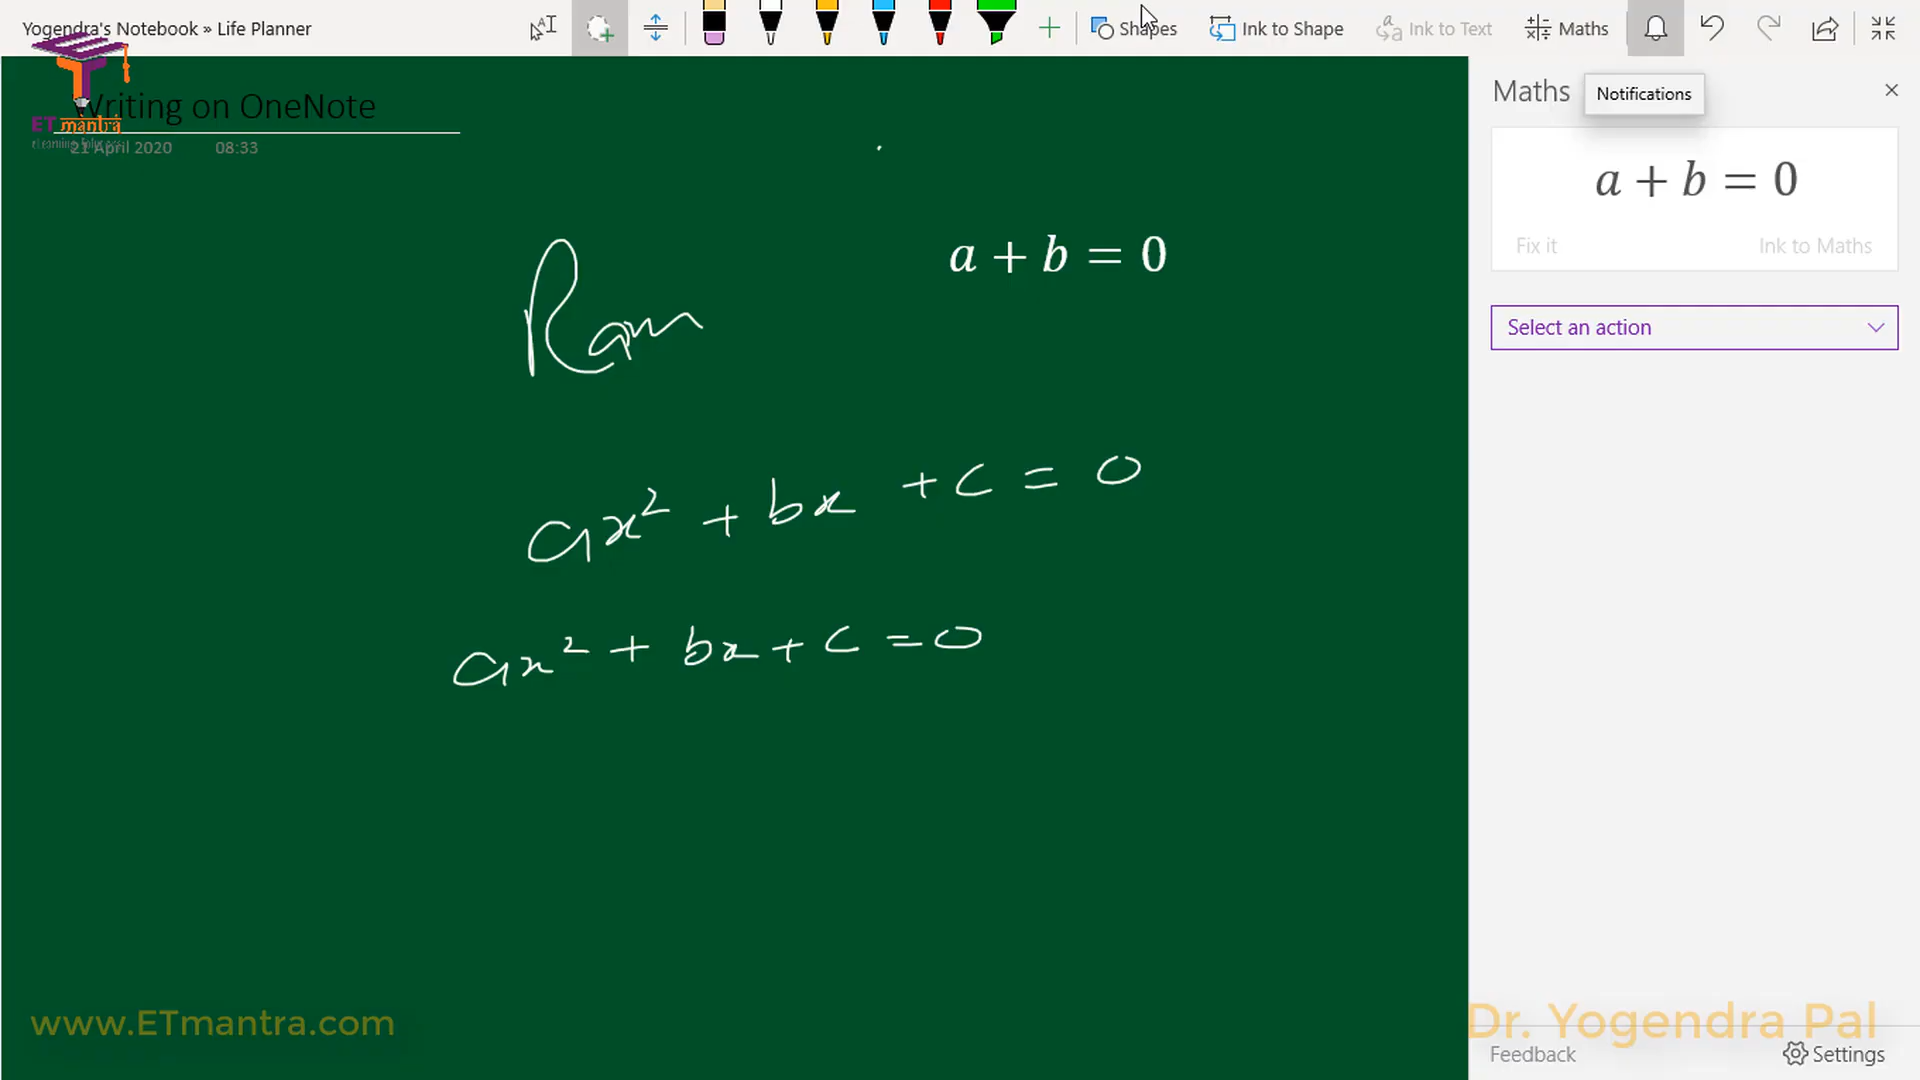 Yogendra's Notebook » Life Planner
Shapes
Ink to Shape
Ink to Text
Maths
Writing on OneNote
ET mantra
21 April 2020 08:33
Maths
Notifications
a + b = 0
Fix it
Ink to Maths
Select an action
a + b = 0
Ram
ax² + bx + c = 0
ax² + bx + c = 0
www.ETmantra.com
Dr. Yogendra Pal
Feedback
Settings